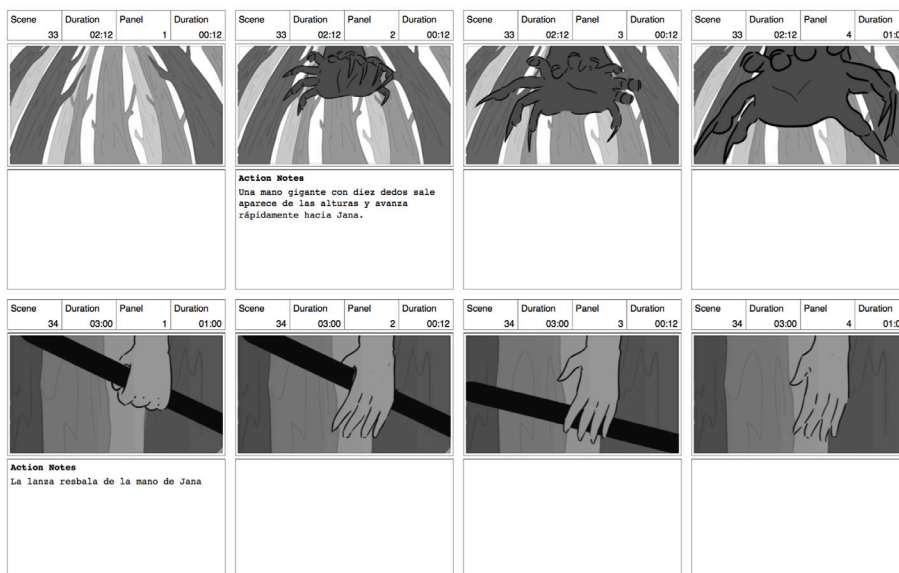 Scene Duration Panel Duration
33 02:12 1 00:12
Scene Duration Panel Duration
33 02:12 2 00:12
Scene Duration Panel Duration
33 02:12 3 00:12
Scene Duration Panel Duration
33 02:12 4 01:0
Action Notes
Una mano gigante con diez dedos sale
aparece de las alturas y avanza
rápidamente hacia Jana.
Scene Duration Panel Duration
34 03:00 1 01:00
Scene Duration Panel Duration
34 03:00 2 00:12
Scene Duration Panel Duration
34 03:00 3 00:12
Scene Duration Panel Duration
34 03:00 4 01:0
Action Notes
La lanza resbala de la mano de Jana